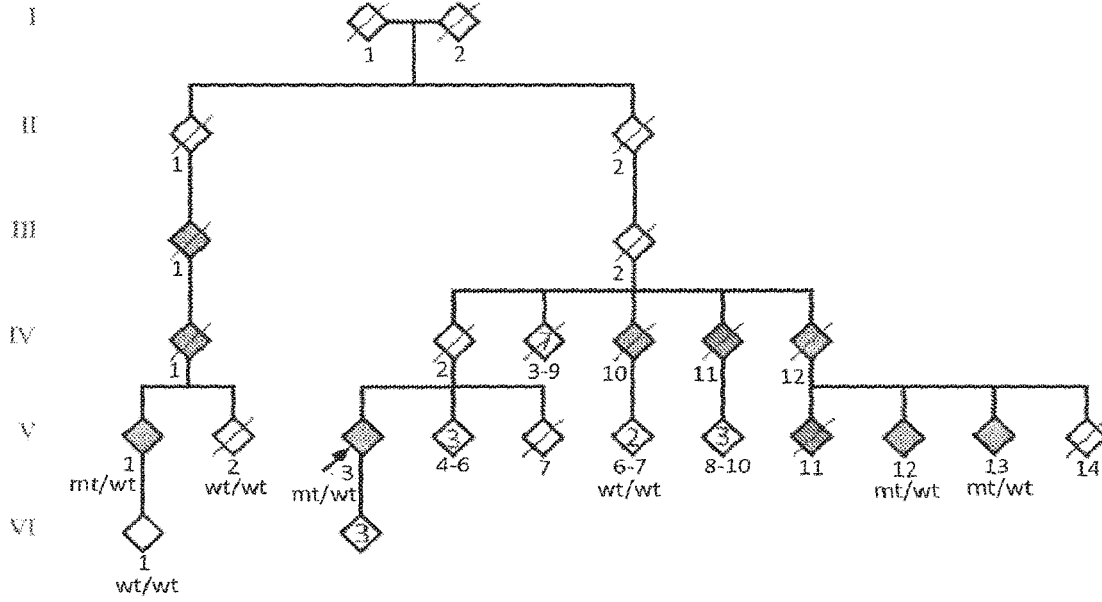 I
1 2
II
1 2
III
1 2
IV
7
1 2 3-9 10 11 12
V
3 2 3
1 2 3 4-6 7 6-7 8-10 11 12 13 14
mt/wt wt/wt mt/wt wt/wt mt/wt mt/wt
VI
3
1
wt/wt